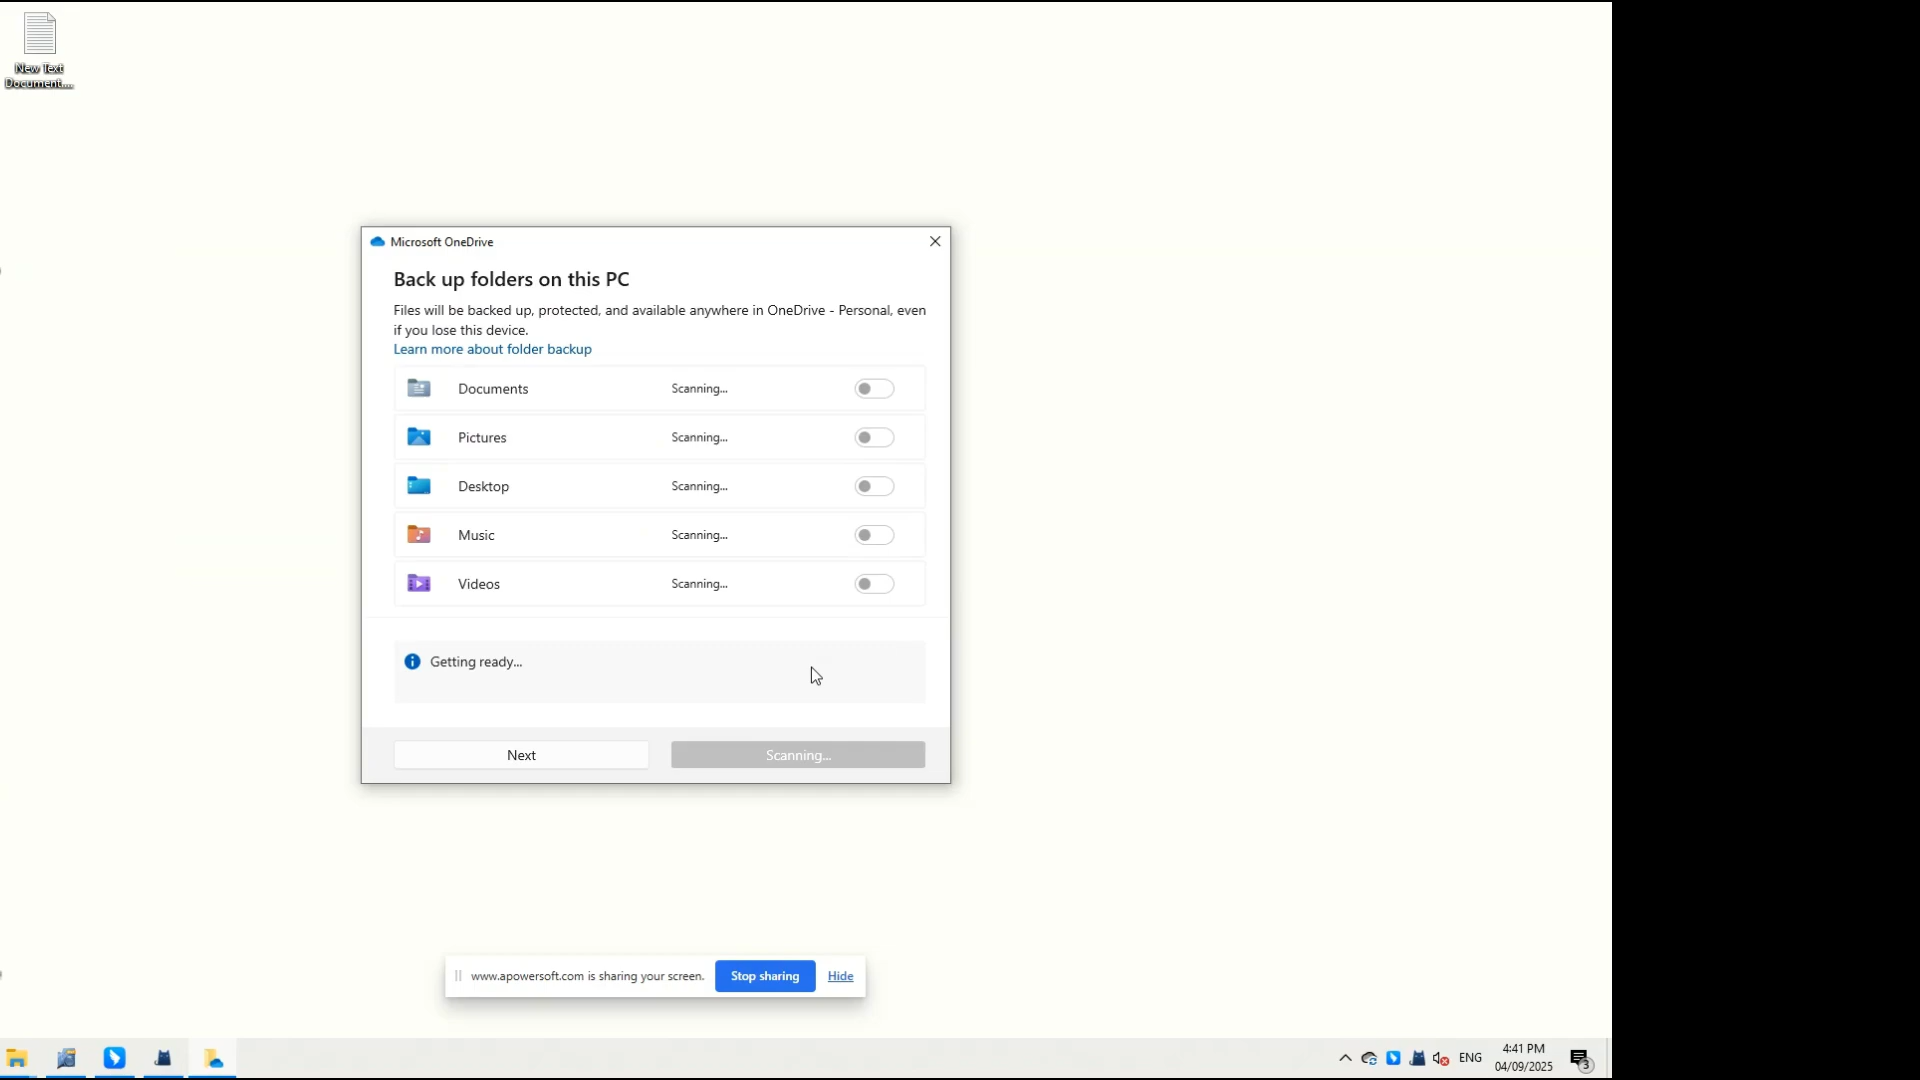 New Text
Document....
Microsoft OneDrive
Back up folders on this PC
Files will be backed up, protected, and available anywhere in OneDrive - Personal, even
if you lose this device.
Learn more about folder backup
Documents Scanning...
Pictures Scanning...
Desktop Scanning...
Music Scanning...
Videos Scanning...
Getting ready...
Next Scanning...
www.apowersoft.com is sharing your screen. Stop sharing Hide
ENG
4:41 PM
04/09/2025
3